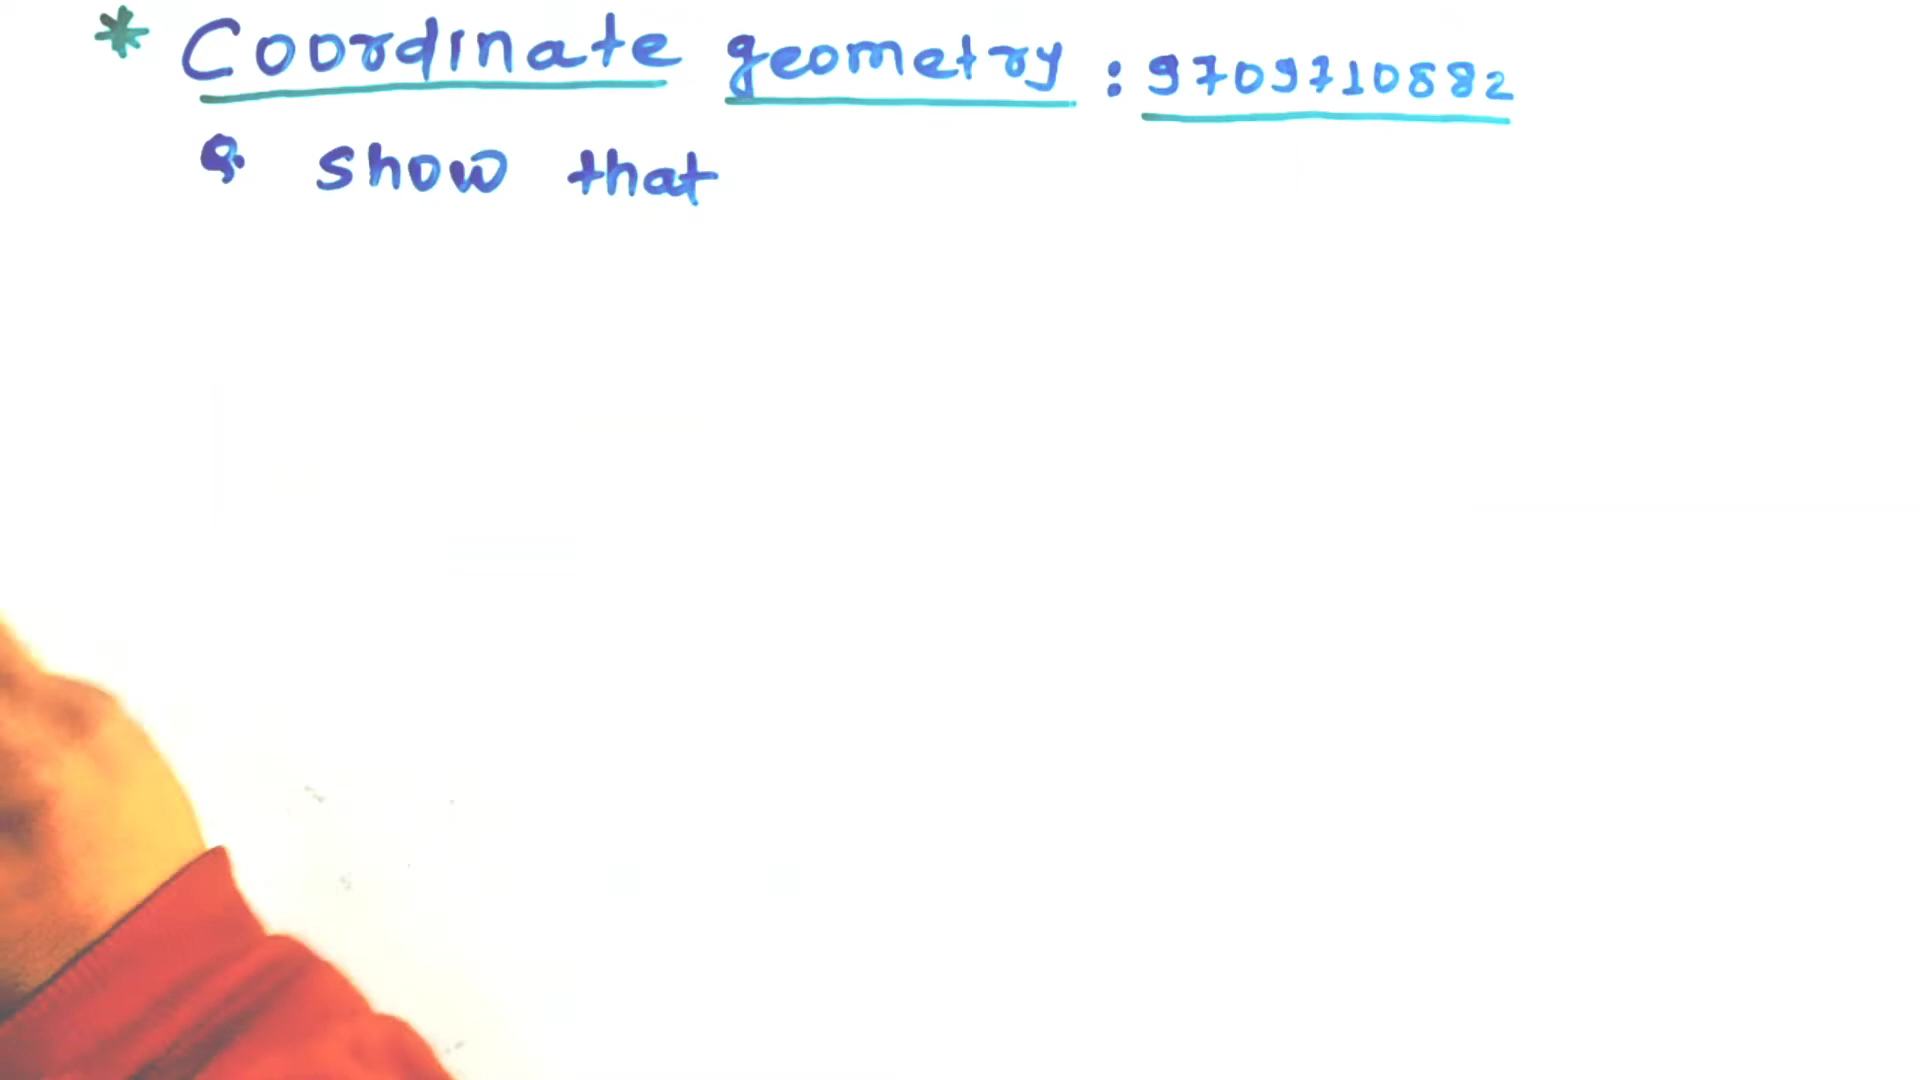 * Coordinate geometry : 9709710882
Q. show that